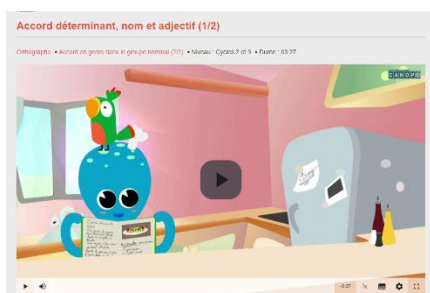 Accord déterminant, nom et adjectif (1/2)
Orthographe • Accord en genre dans le groupe nominal (2/2) • Niveau : Cycles 2 et 3 • Durée : 03:27
CANOPÉ
-3:27 1x